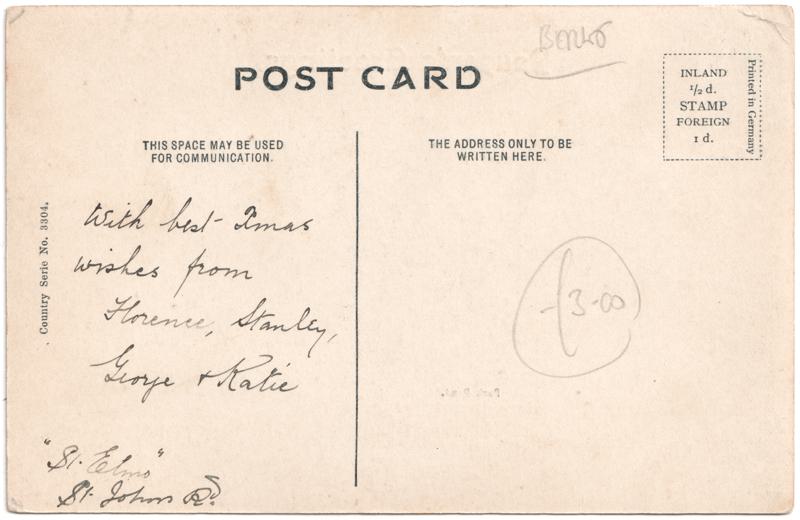 BERKS
POST CARD
INLAND
1/2 d.
STAMP
FOREIGN
1 d.
Printed in Germany
THIS SPACE MAY BE USED
FOR COMMUNICATION.
THE ADDRESS ONLY TO BE
WRITTEN HERE.
Country Serie No. 3304.
With best Xmas
wishes from
Florence, Stanley,
George & Katie
"St. Elmo"
St. Johns Rd.
3-00